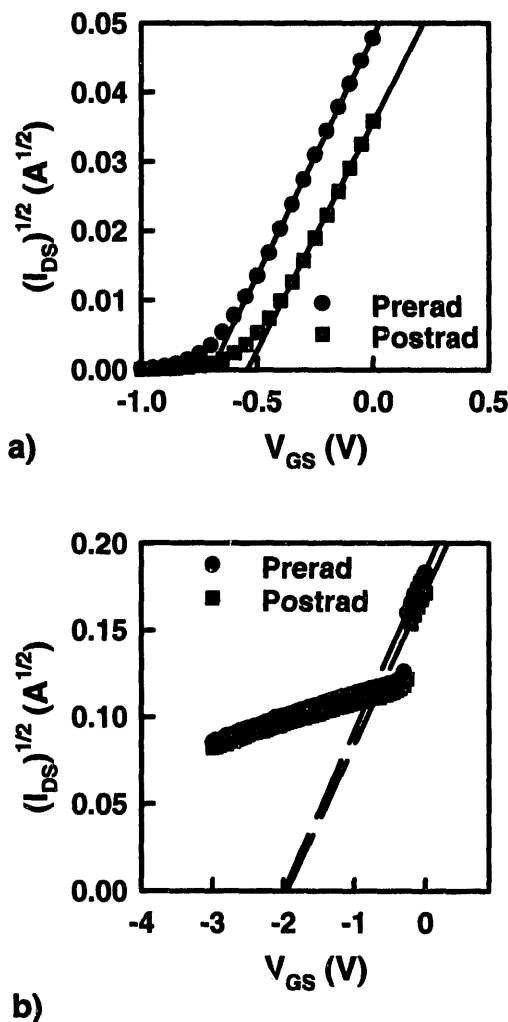 0.05
0.04
0.03
0.02
0.01
0.00
(I_DS)^1/2 (A^1/2)
Prerad
Postrad
-1.0 -0.5 0.0 0.5
V_GS (V)
a)
0.20
0.15
0.10
0.05
0.00
(I_DS)^1/2 (A^1/2)
Prerad
Postrad
-4 -3 -2 -1 0
V_GS (V)
b)